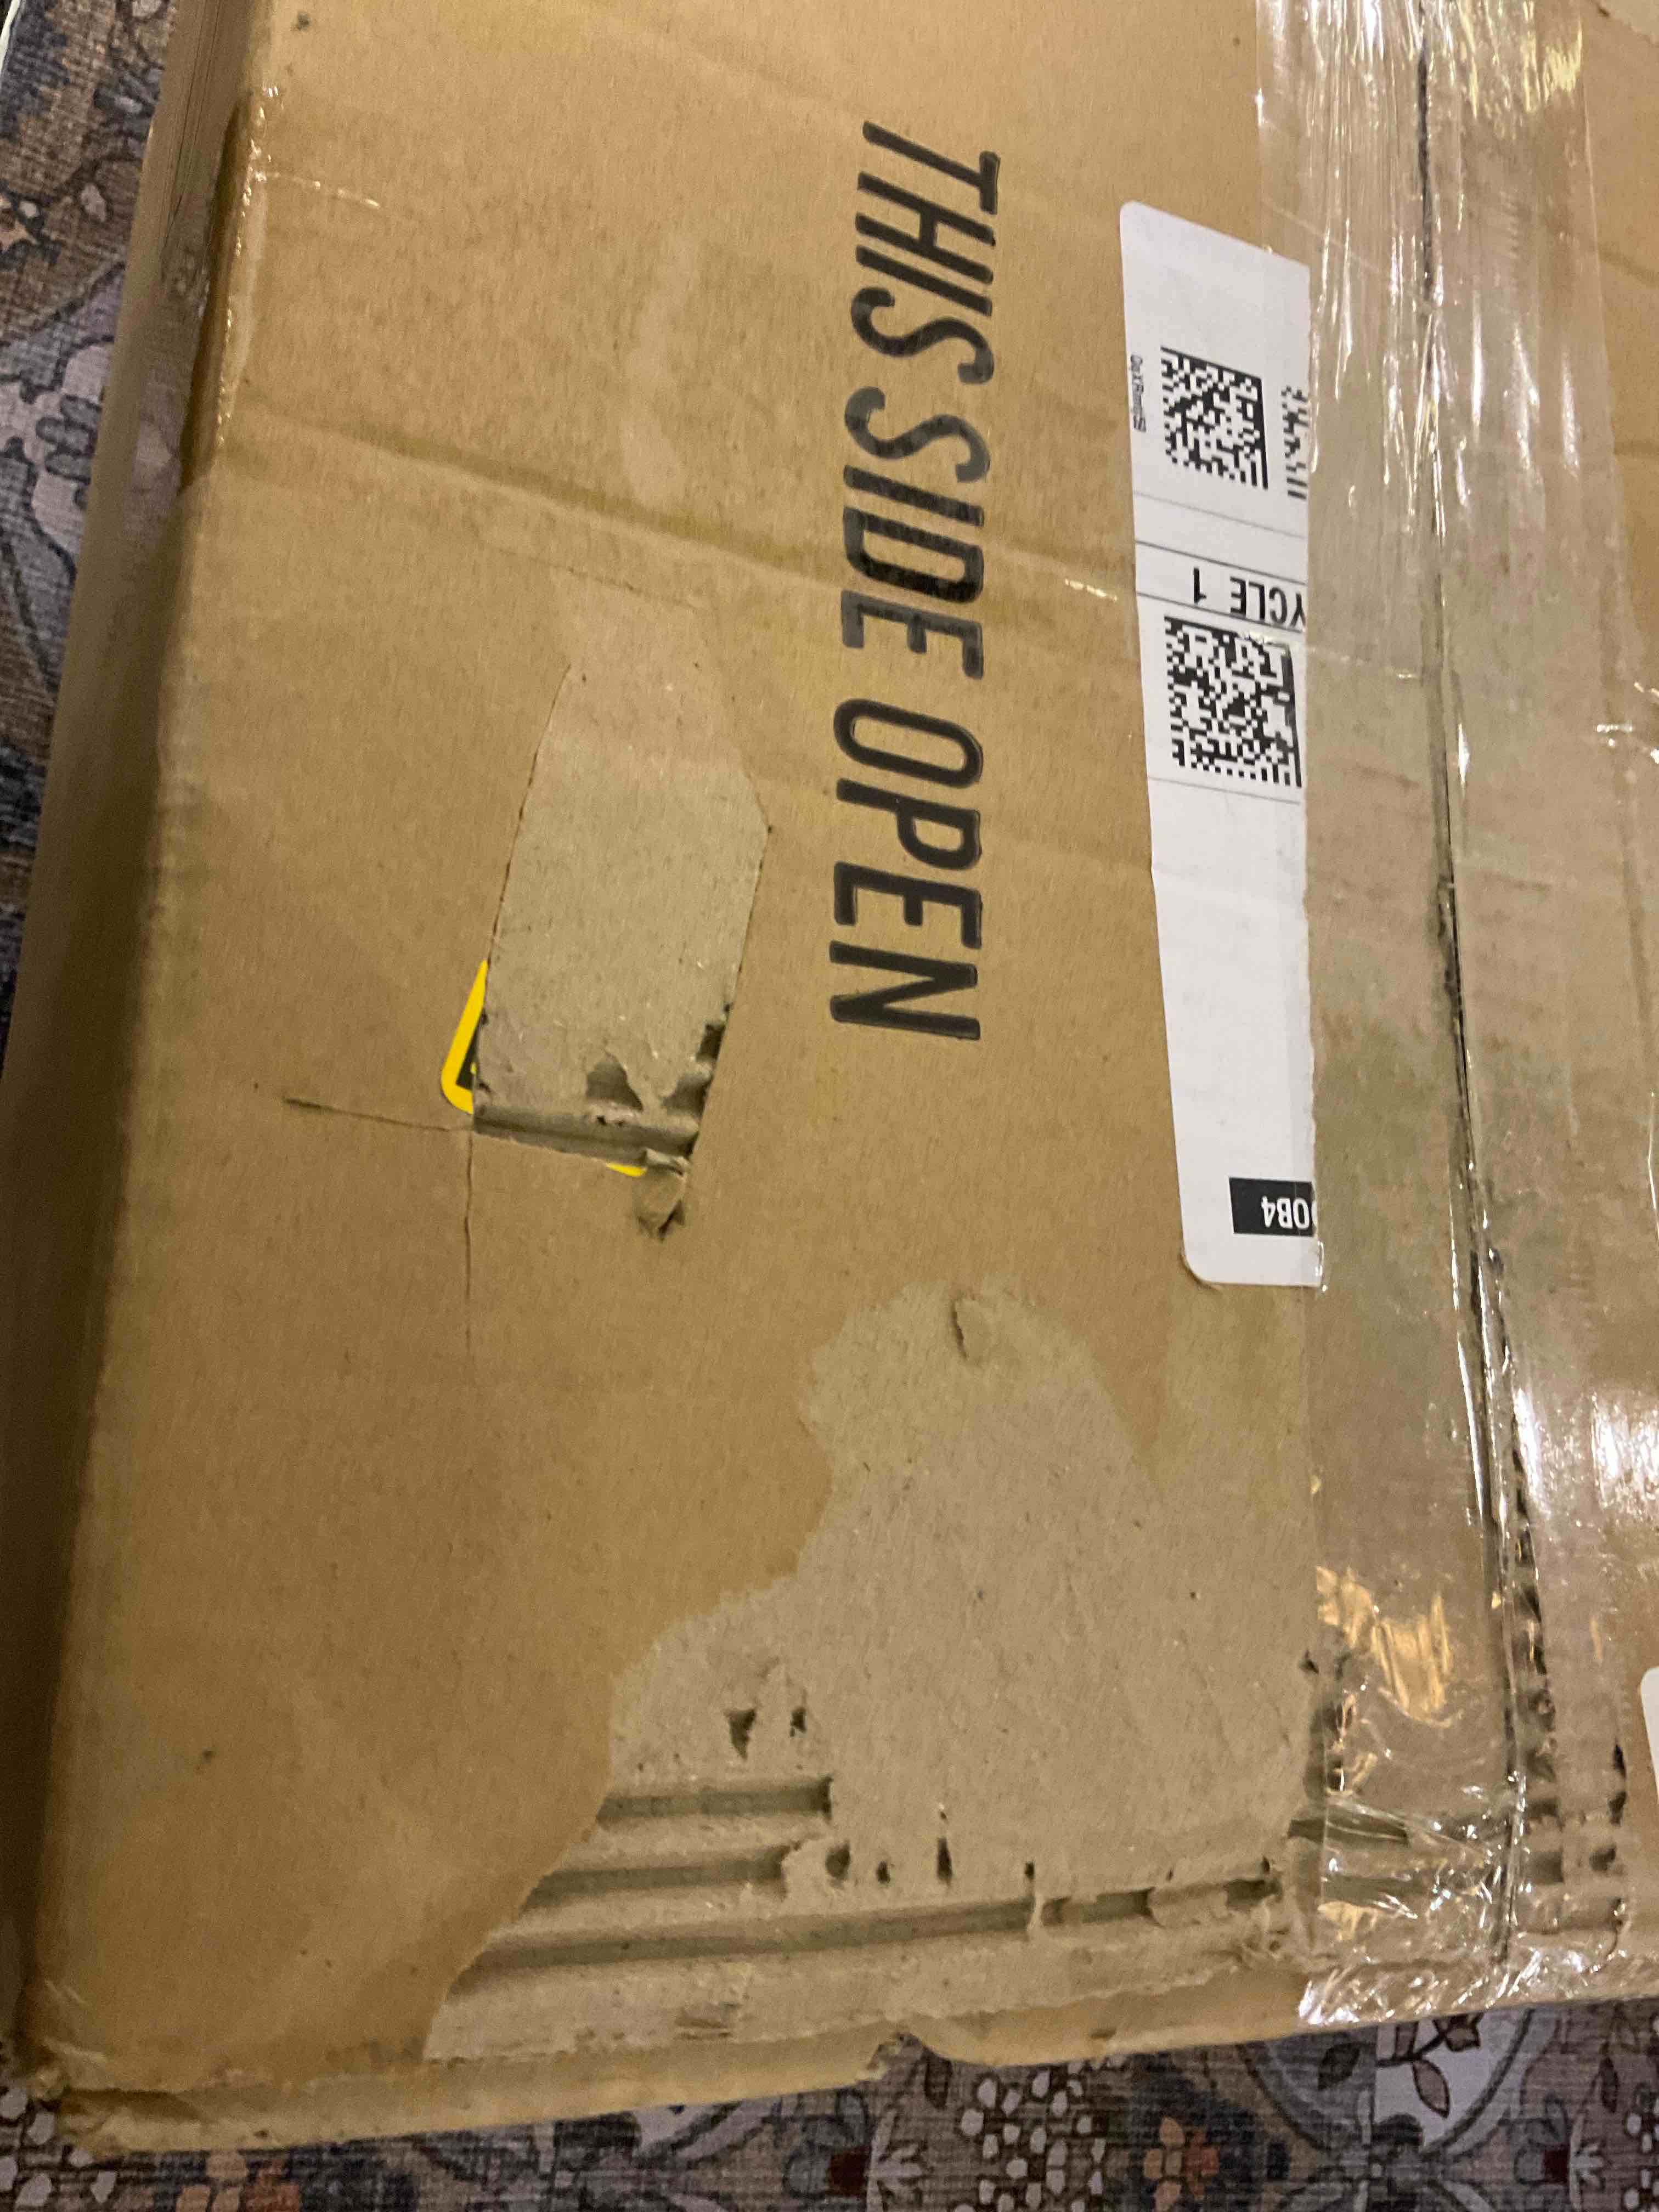 THIS SIDE OPEN
YCLE 1
OB4